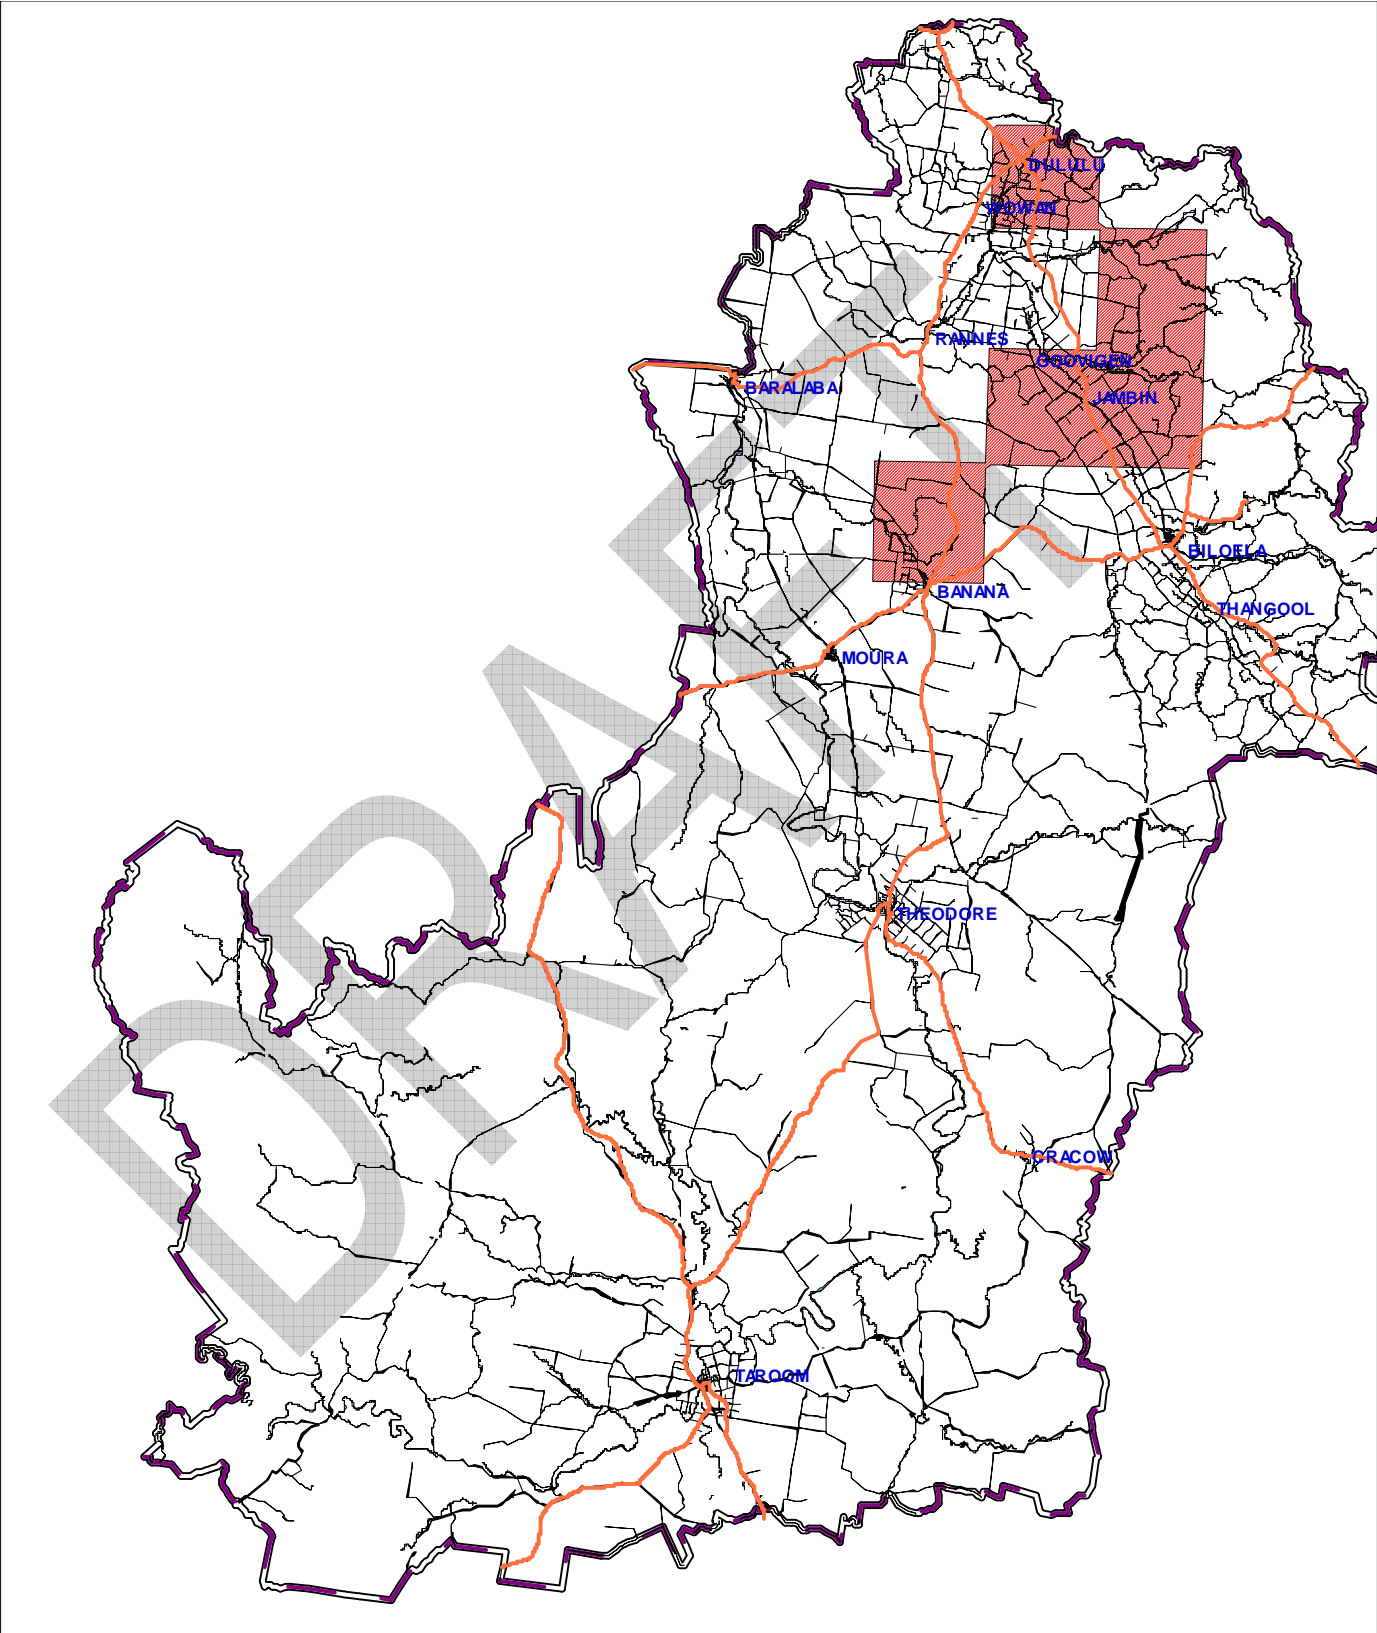 DULULU
WOWAN
RANNES
GOOVIGEN
BARALABA
JAMBIN
BILOELA
BANANA
THANGOOL
MOURA
THEODORE
CRACOW
TAROOM
DRAFT